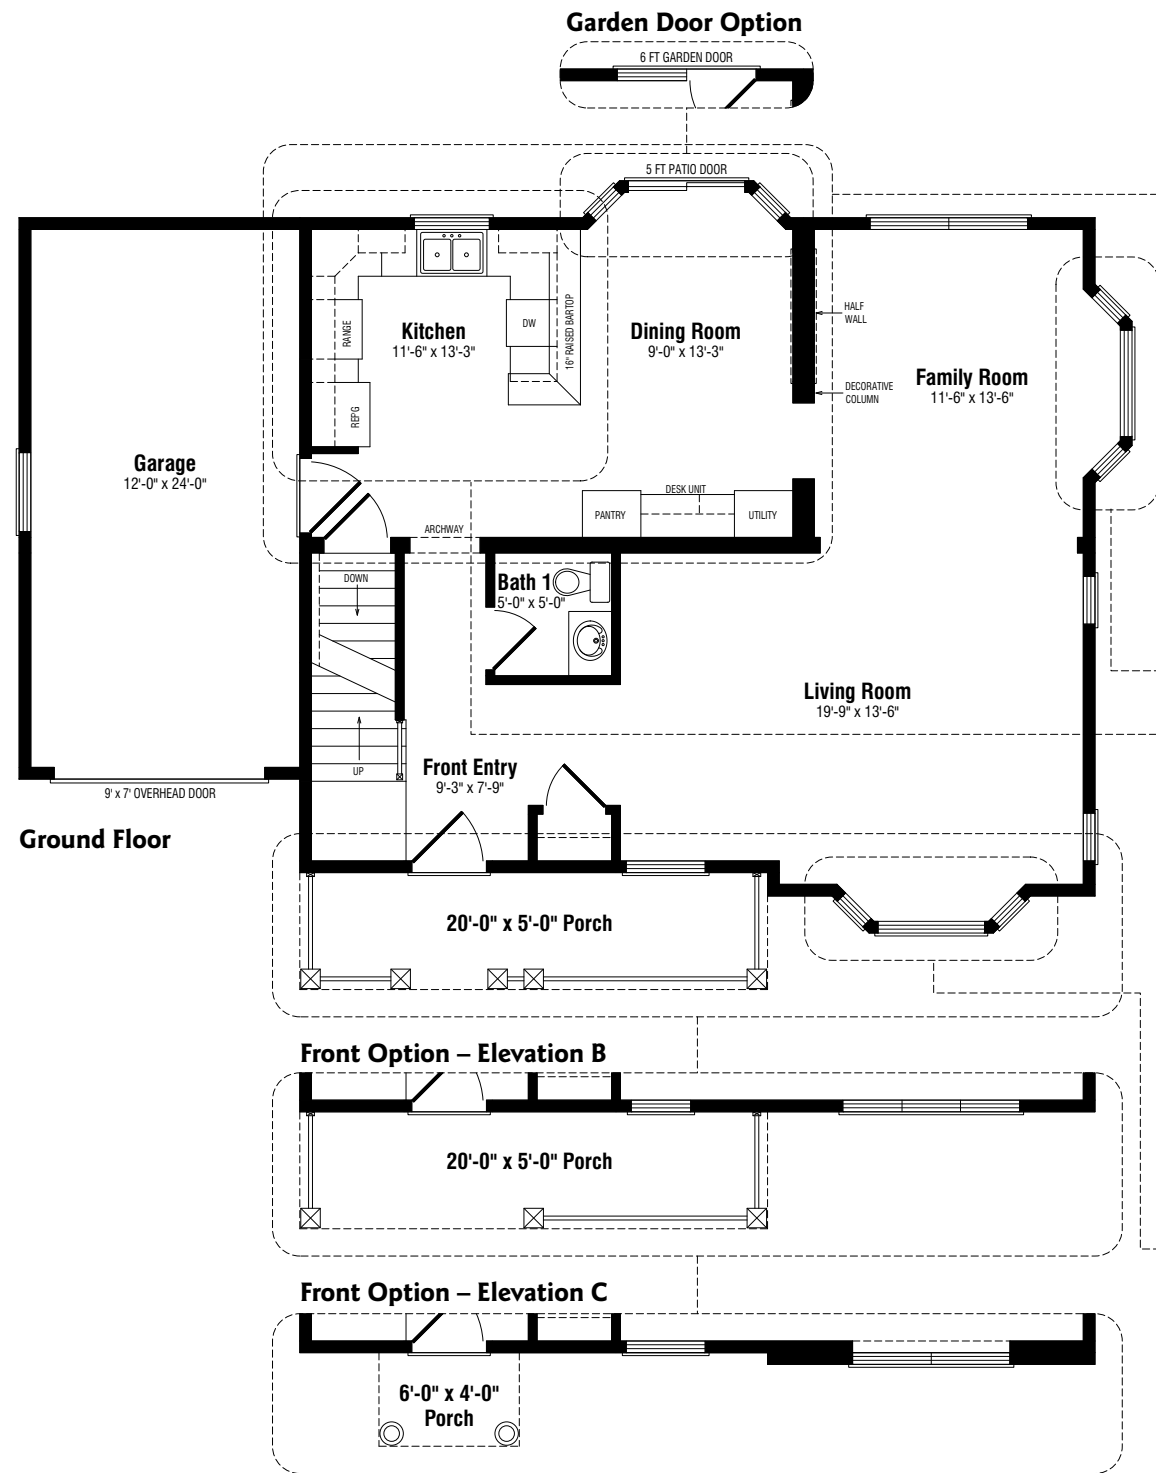 Garden Door Option
6 FT GARDEN DOOR
5 FT PATIO DOOR
Kitchen
11'-6" x 13'-3"
RANGE
REFG
DW
16" RAISED BARTOP
Dining Room
9'-0" x 13'-3"
HALF
WALL
DECORATIVE
COLUMN
Family Room
11'-6" x 13'-6"
Garage
12'-0" x 24'-0"
DESK UNIT
PANTRY
UTILITY
ARCHWAY
DOWN
Bath 1
5'-0" x 5'-0"
Living Room
19'-9" x 13'-6"
UP
Front Entry
9'-3" x 7'-9"
9' x 7' OVERHEAD DOOR
Ground Floor
20'-0" x 5'-0" Porch
Front Option – Elevation B
20'-0" x 5'-0" Porch
Front Option – Elevation C
6'-0" x 4'-0"
Porch